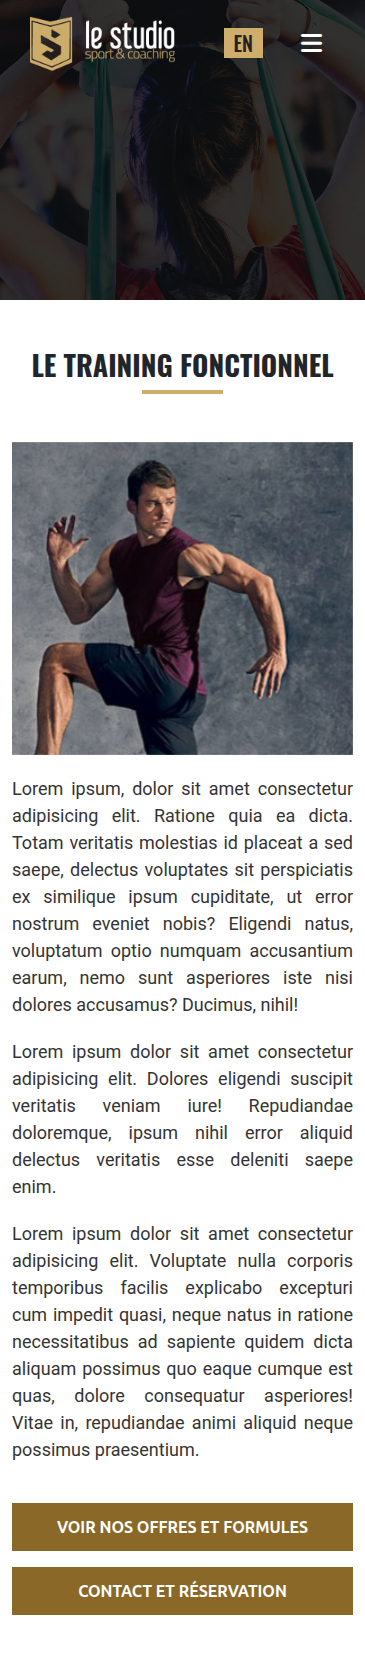 le studio
sport & coaching
EN
LE TRAINING FONCTIONNEL
Lorem ipsum, dolor sit amet consectetur
adipisicing elit. Ratione quia ea dicta.
Totam veritatis molestias id placeat a sed
saepe, delectus voluptates sit perspiciatis
ex similique ipsum cupiditate, ut error
nostrum eveniet nobis? Eligendi natus,
voluptatum optio numquam accusantium
earum, nemo sunt asperiores iste nisi
dolores accusamus? Ducimus, nihil!
Lorem ipsum dolor sit amet consectetur
adipisicing elit. Dolores eligendi suscipit
veritatis veniam iure! Repudiandae
doloremque, ipsum nihil error aliquid
delectus veritatis esse deleniti saepe
enim.
Lorem ipsum dolor sit amet consectetur
adipisicing elit. Voluptate nulla corporis
temporibus facilis explicabo excepturi
cum impedit quasi, neque natus in ratione
necessitatibus ad sapiente quidem dicta
aliquam possimus quo eaque cumque est
quas, dolore consequatur asperiores!
Vitae in, repudiandae animi aliquid neque
possimus praesentium.
VOIR NOS OFFRES ET FORMULES
CONTACT ET RÉSERVATION